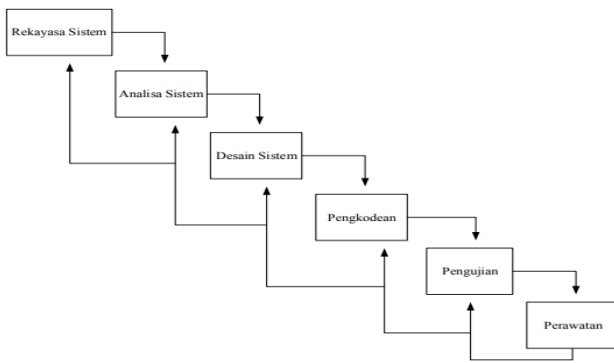 Rekayasa Sistem
Analisa Sistem
Desain Sistem
Pengkodean
Pengujian
Perawatan